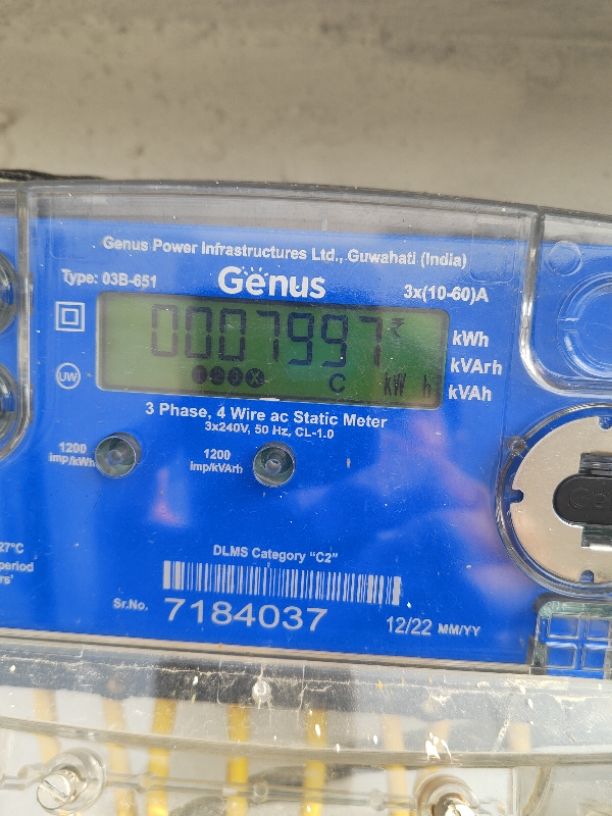 Genus Power Infrastructures Ltd., Guwahati (India)
Type: 03B-651
Genus
3x(10-60)A
0007997
kWh
kVArh
kVAh
C kW h
UW
3 Phase, 4 Wire ac Static Meter
3x240V, 50 Hz, CL-1.0
1200
imp/kWh
1200
imp/kVArh
27°C
period
rs'
DLMS Category "C2"
Sr.No. 7184037
12/22 MM/YY